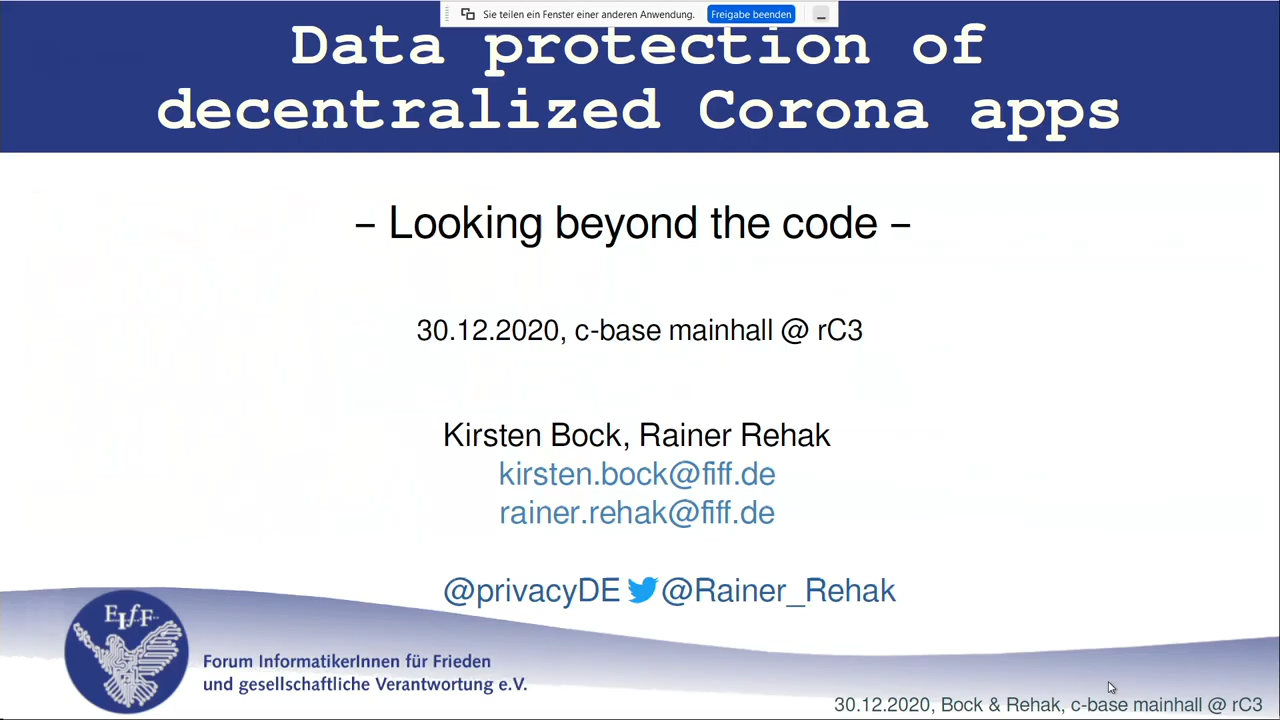 Sie teilen ein Fenster einer anderen Anwendung. Freigabe beenden
Data protection of
decentralized Corona apps
– Looking beyond the code –
30.12.2020, c-base mainhall @ rC3
Kirsten Bock, Rainer Rehak
kirsten.bock@fiff.de
rainer.rehak@fiff.de
@privacyDE @Rainer_Rehak
FIfF e.V.
Forum InformatikerInnen für Frieden
und gesellschaftliche Verantwortung e.V.
30.12.2020, Bock & Rehak, c-base mainhall @ rC3